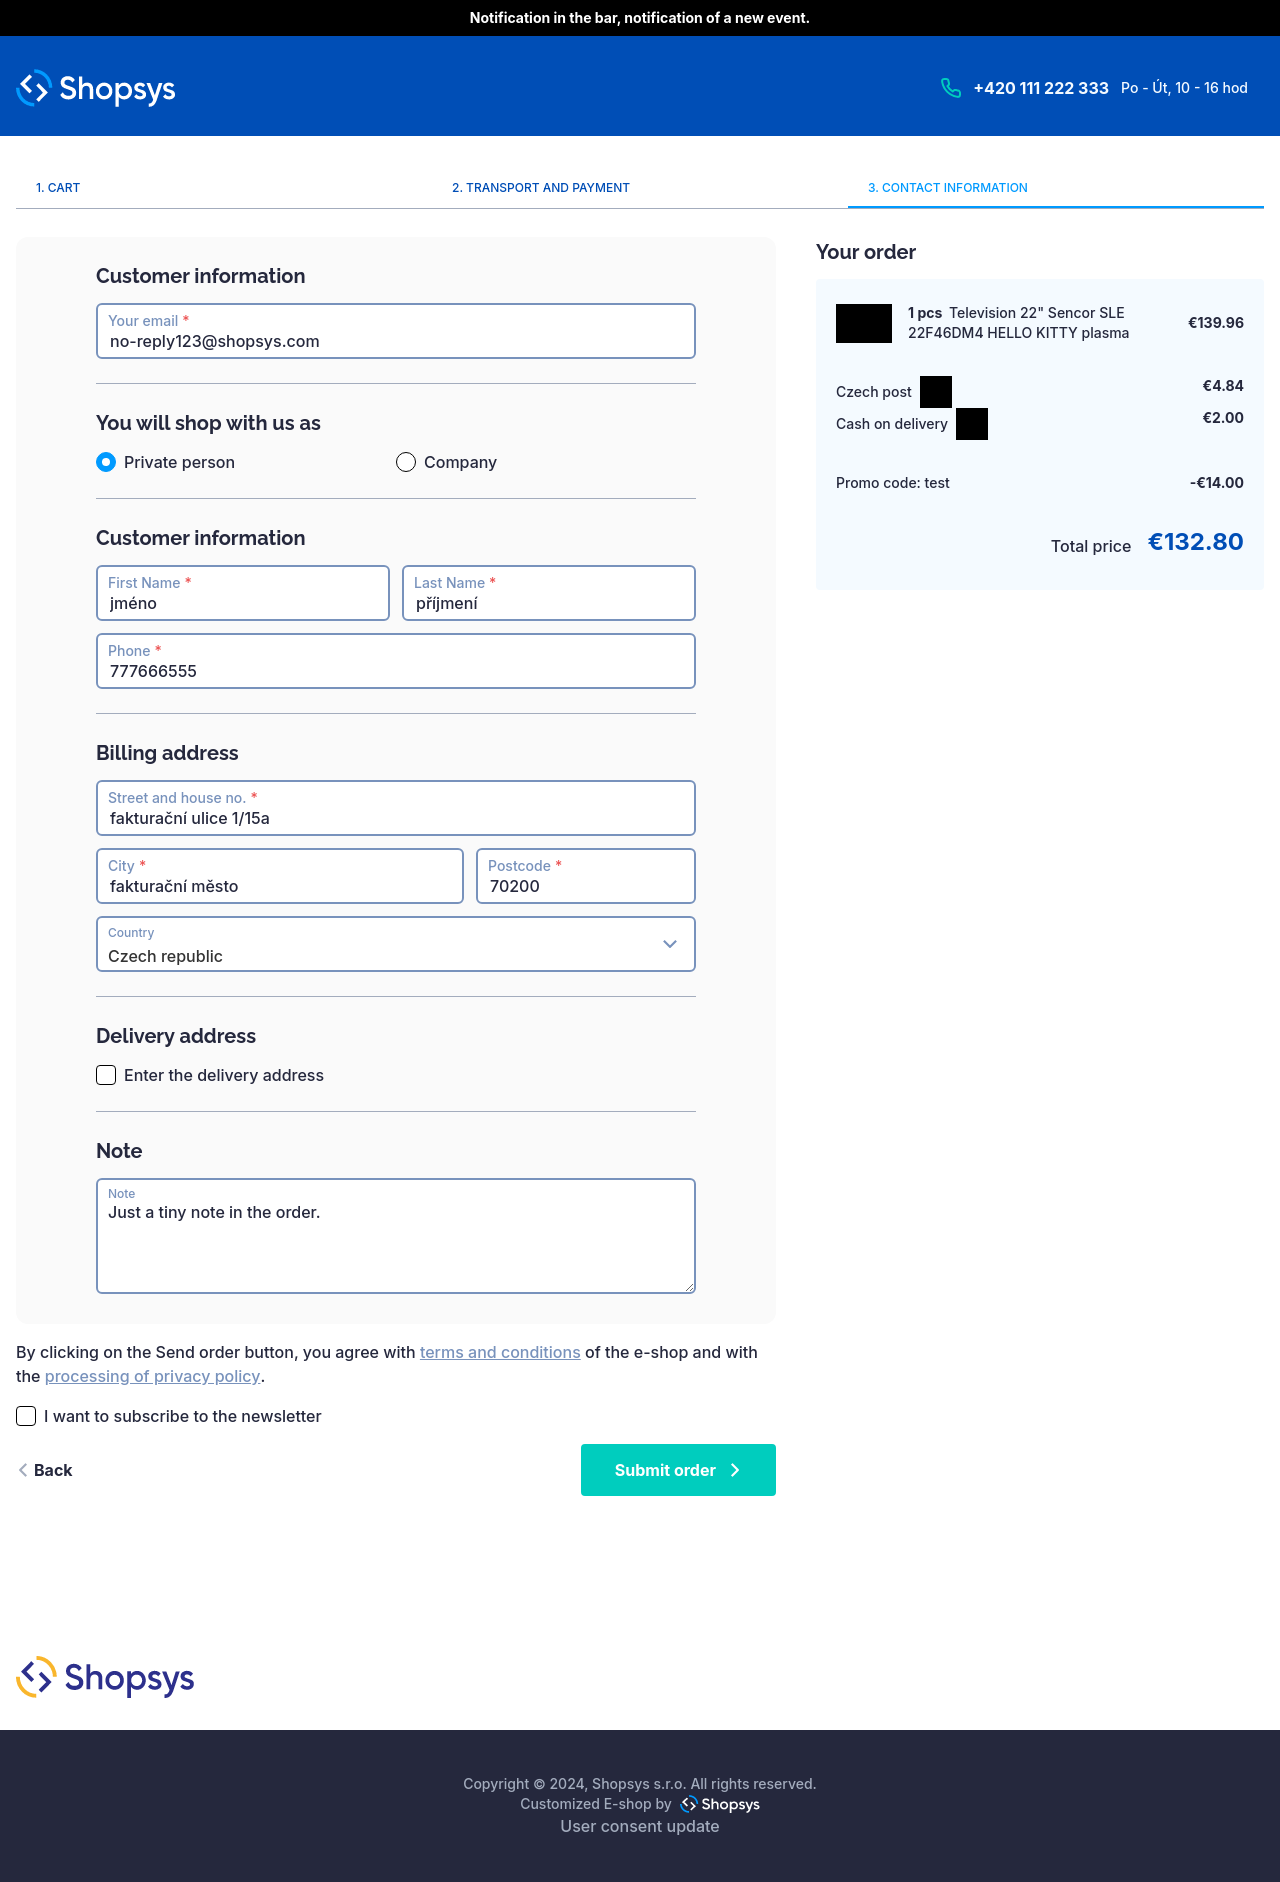 Notification in the bar, notification of a new event.
Shopsys
+420 111 222 333 Po - Út, 10 - 16 hod
1. CART
2. TRANSPORT AND PAYMENT
3. CONTACT INFORMATION
Customer information
Your email *
no-reply123@shopsys.com
You will shop with us as
Private person
Company
Customer information
First Name *
jméno
Last Name *
příjmení
Phone *
777666555
Billing address
Street and house no. *
fakturační ulice 1/15a
City *
fakturační město
Postcode *
70200
Country
Czech republic
Delivery address
Enter the delivery address
Note
Note
Just a tiny note in the order.
By clicking on the Send order button, you agree with terms and conditions of the e-shop and with
the processing of privacy policy.
I want to subscribe to the newsletter
Back
Submit order
Your order
1 pcs Television 22" Sencor SLE
22F46DM4 HELLO KITTY plasma
€139.96
Czech post
€4.84
Cash on delivery
€2.00
Promo code: test
-€14.00
Total price €132.80
Shopsys
Copyright © 2024, Shopsys s.r.o. All rights reserved.
Customized E-shop by Shopsys
User consent update